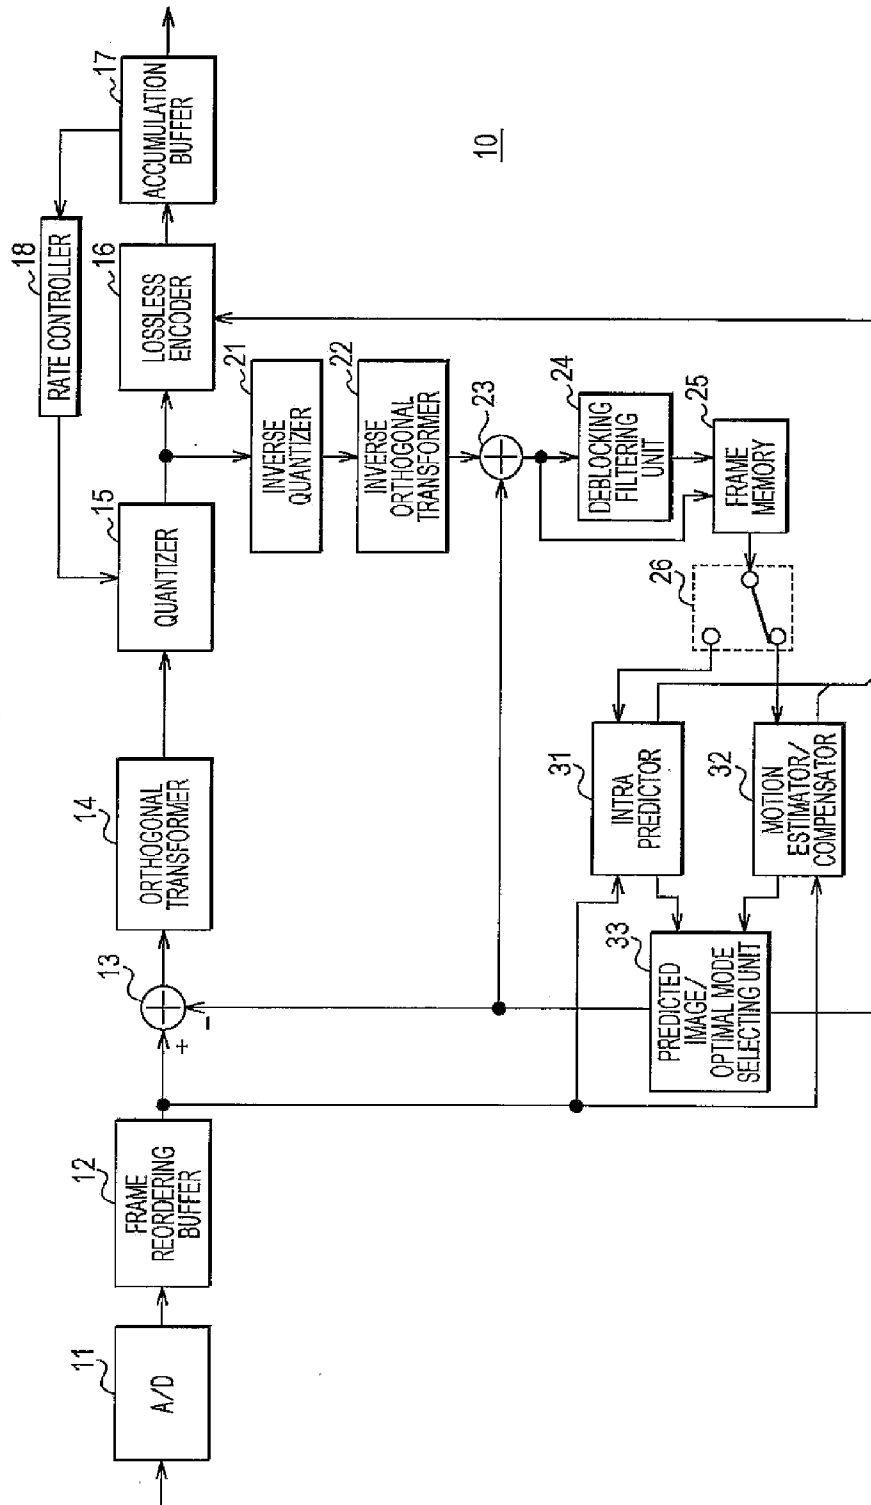 11
A/D
12
FRAME
REORDERING
BUFFER
13
+
-
14
ORTHOGONAL
TRANSFORMER
15
QUANTIZER
18
RATE CONTROLLER
16
LOSSLESS
ENCODER
17
ACCUMULATION
BUFFER
21
INVERSE
QUANTIZER
22
INVERSE
ORTHOGONAL
TRANSFORMER
23
24
DEBLOCKING
FILTERING
UNIT
25
FRAME
MEMORY
26
31
INTRA
PREDICTOR
32
MOTION
ESTIMATOR/
COMPENSATOR
33
PREDICTED
IMAGE/
OPTIMAL MODE
SELECTING UNIT
10